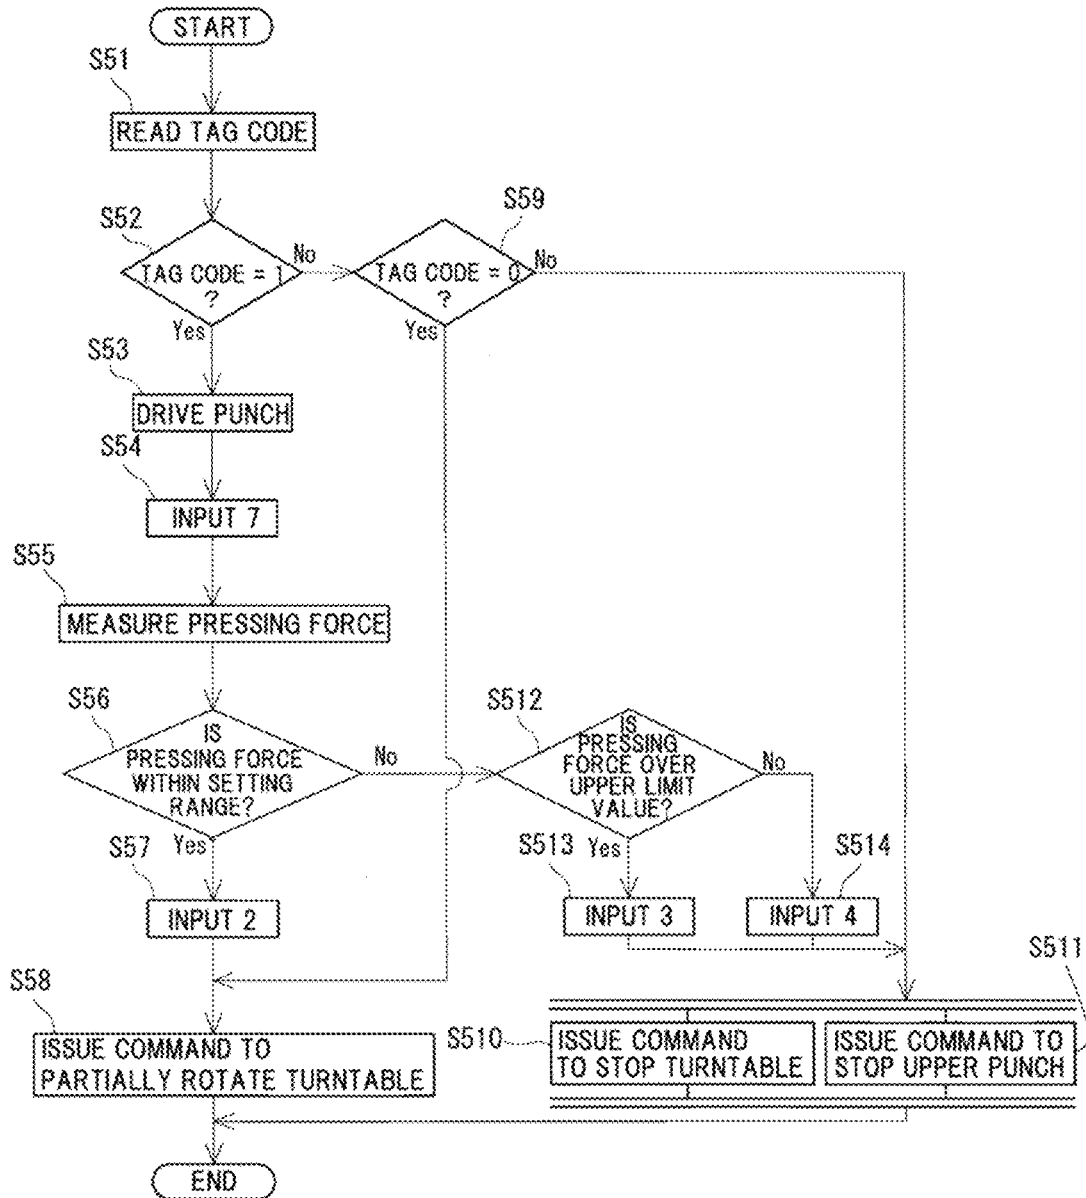 START
S51
READ TAG CODE
S52
S59
TAG CODE = 1
?
No
TAG CODE = 0
?
No
Yes
Yes
S53
DRIVE PUNCH
S54
INPUT 7
S55
MEASURE PRESSING FORCE
S56
IS
PRESSING FORCE
WITHIN SETTING
RANGE?
No
S512
IS
PRESSING
FORCE OVER
UPPER LIMIT
VALUE?
No
Yes
S57
INPUT 2
S513
Yes
S514
INPUT 3
INPUT 4
S58
ISSUE COMMAND TO
PARTIALLY ROTATE TURNTABLE
S510
ISSUE COMMAND
TO STOP TURNTABLE
S511
ISSUE COMMAND TO
STOP UPPER PUNCH
END